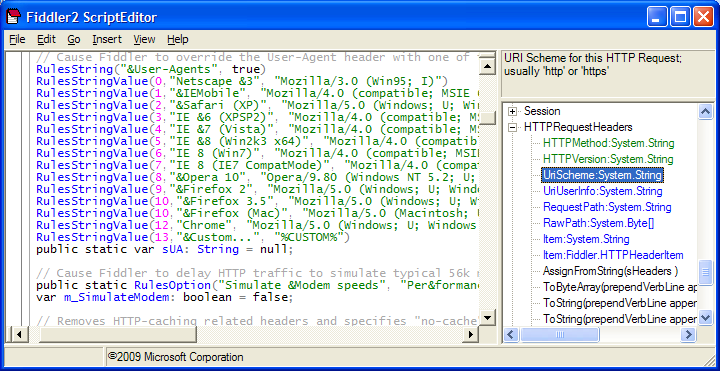 Fiddler2 ScriptEditor
File Edit Go Insert View Help
// Cause Fiddler to override the User-Agent header with one of
RulesString("&User-Agents", true)
RulesStringValue(0,"Netscape &3", "Mozilla/3.0 (Win95; I)")
RulesStringValue(1,"&IEMobile", "Mozilla/4.0 (compatible; MSIE
RulesStringValue(2,"&Safari (XP)", "Mozilla/5.0 (Windows; U; Win
RulesStringValue(3,"IE &6 (XPSP2)", "Mozilla/4.0 (compatible; MS
RulesStringValue(4,"IE &7 (Vista)", "Mozilla/4.0 (compatible; MS
RulesStringValue(5,"IE &8 (Win2k3 x64)", "Mozilla/4.0 (compatibl
RulesStringValue(6,"IE 8 (Win7)", "Mozilla/4.0 (compatible; MSIE
RulesStringValue(7,"IE 8 (IE7 CompatMode)", "Mozilla/4.0 (compat
RulesStringValue(8,"&Opera 10", "Opera/9.80 (Windows NT 5.2; U;
RulesStringValue(9,"&Firefox 2", "Mozilla/5.0 (Windows; U; Windo
RulesStringValue(10,"&Firefox 3.5", "Mozilla/5.0 (Windows; U; Wi
RulesStringValue(10,"&Firefox (Mac)", "Mozilla/5.0 (Macintosh; U
RulesStringValue(12,"Chrome", "Mozilla/5.0 (Windows; U; Windows
RulesStringValue(13,"&Custom...", "%CUSTOM%")
public static var sUA: String = null;
// Cause Fiddler to delay HTTP traffic to simulate typical 56k
public static RulesOption("Simulate &Modem speeds", "Per&formanc
var m_SimulateModem: boolean = false;
// Removes HTTP-caching related headers and specifies "no-cache
URI Scheme for this HTTP Request;
usually 'http' or 'https'
Session
HTTPRequestHeaders
HTTPMethod:System.String
HTTPVersion:System.String
UriScheme:System.String
UriUserInfo:System.String
RequestPath:System.String
RawPath:System.Byte[]
Item:System.String
Item:Fiddler.HTTPHeaderItem
AssignFromString(sHeaders )
ToByteArray(prependVerbLine apper
ToString(prependVerbLine appen
ToString(prependVerbLine appen
©2009 Microsoft Corporation